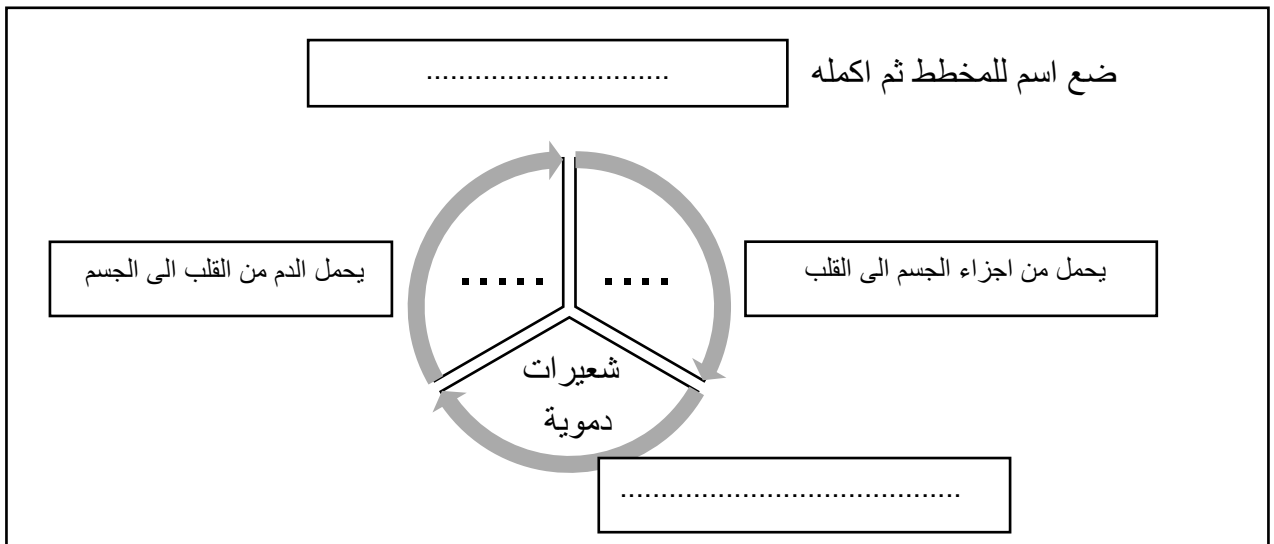 ضع اسم للمخطط ثم اكمله
..............................
يحمل من اجزاء الجسم الى القلب
....
.....
يحمل الدم من القلب الى الجسم
شعيرات
دموية
..........................................